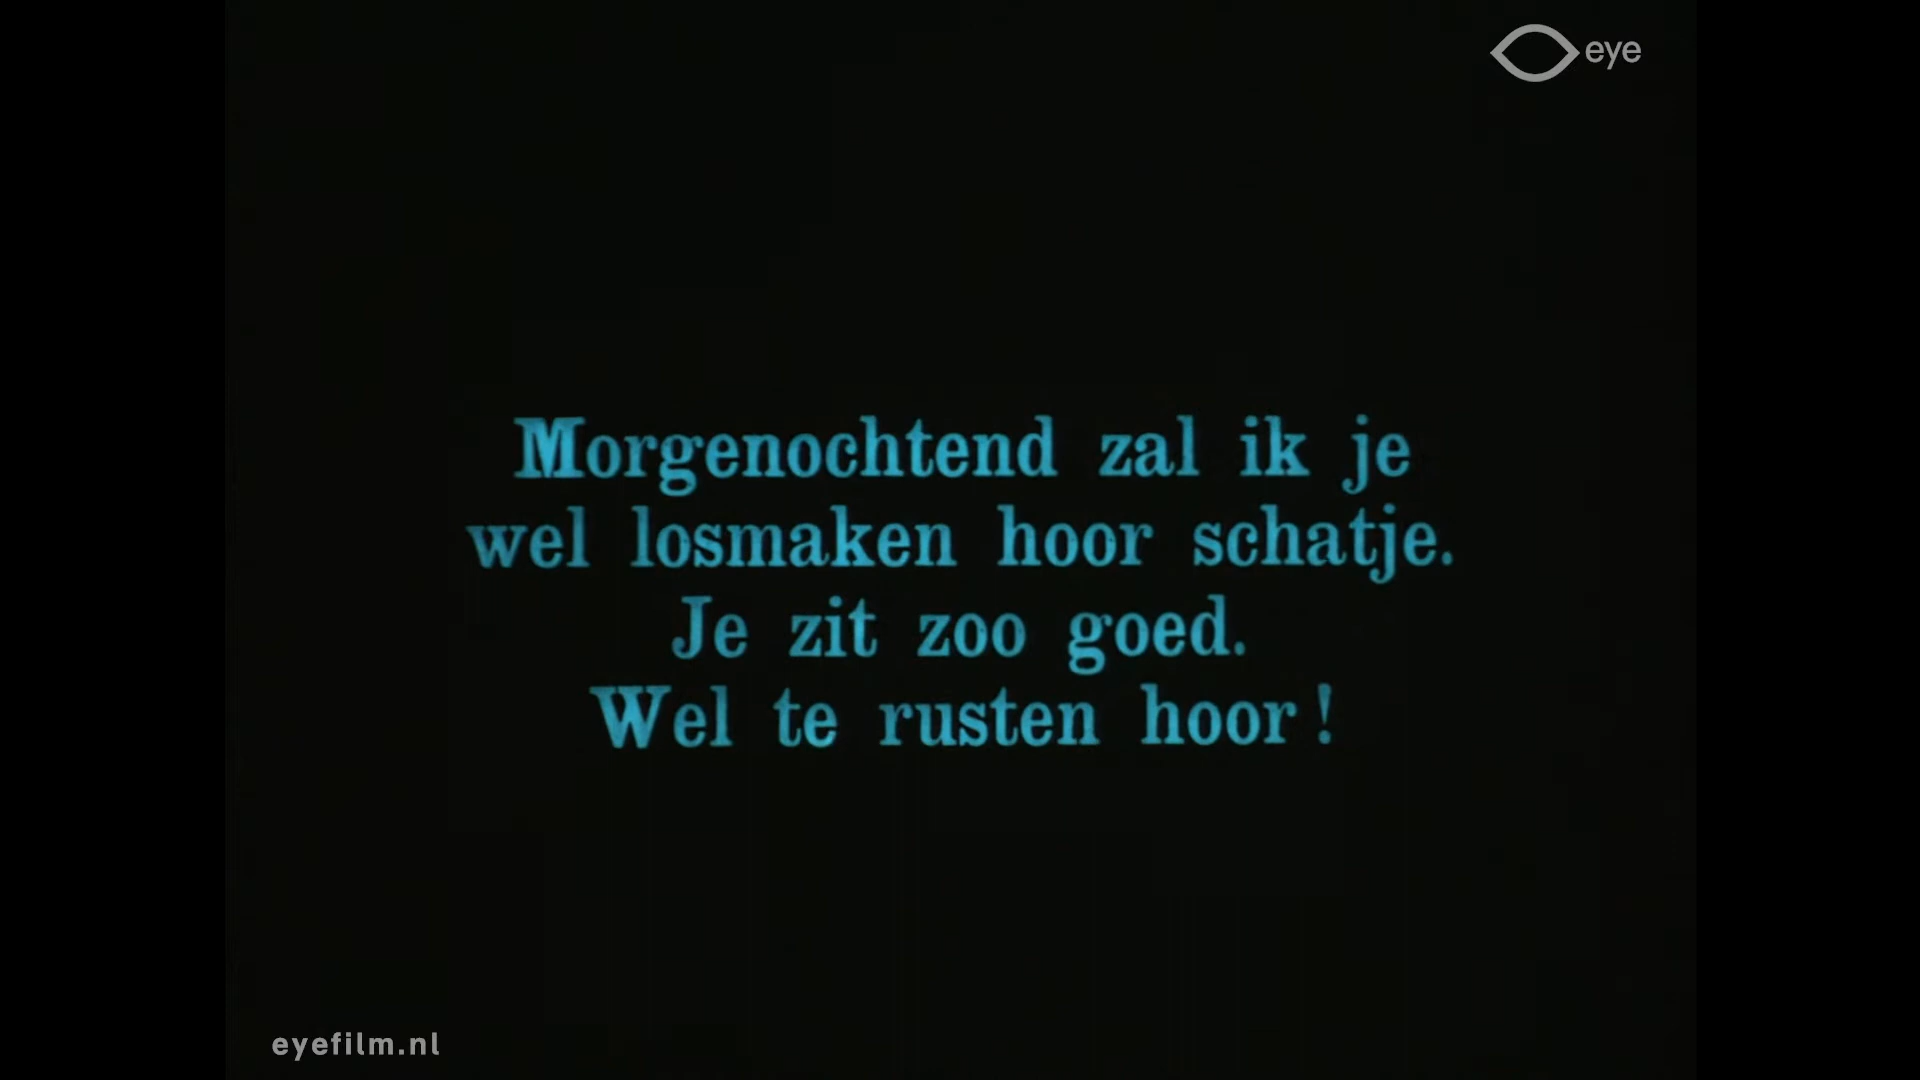 eye
Morgenochtend zal ik je
wel losmaken hoor schatje.
Je zit zoo goed.
Wel te rusten hoor!
eyefilm.nl